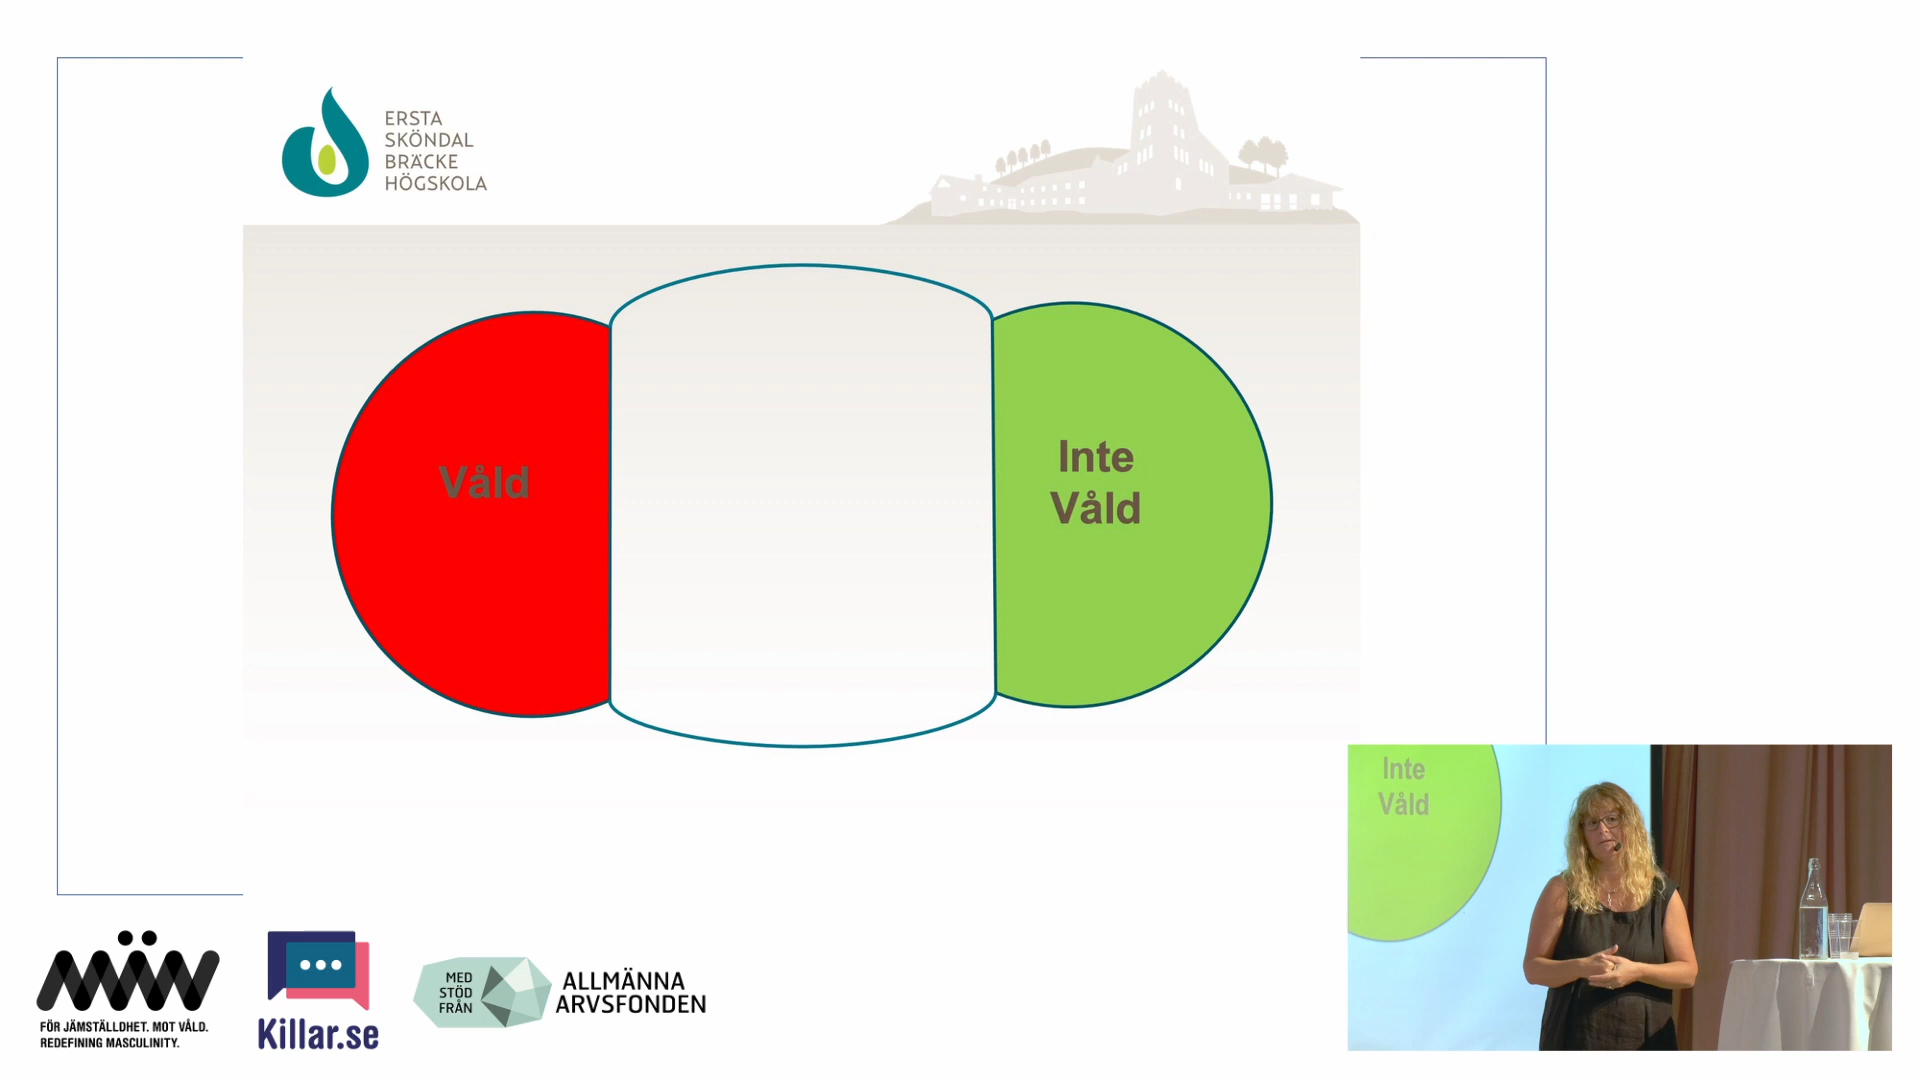 ERSTA
SKÖNDAL
BRÄCKE
HÖGSKOLA
Våld
Inte
Våld
Inte
Våld
MÄN
FÖR JÄMSTÄLLDHET. MOT VÅLD.
REDEFINING MASCULINITY.
Killar.se
MED
STÖD
FRÅN
ALLMÄNNA
ARVSFONDEN